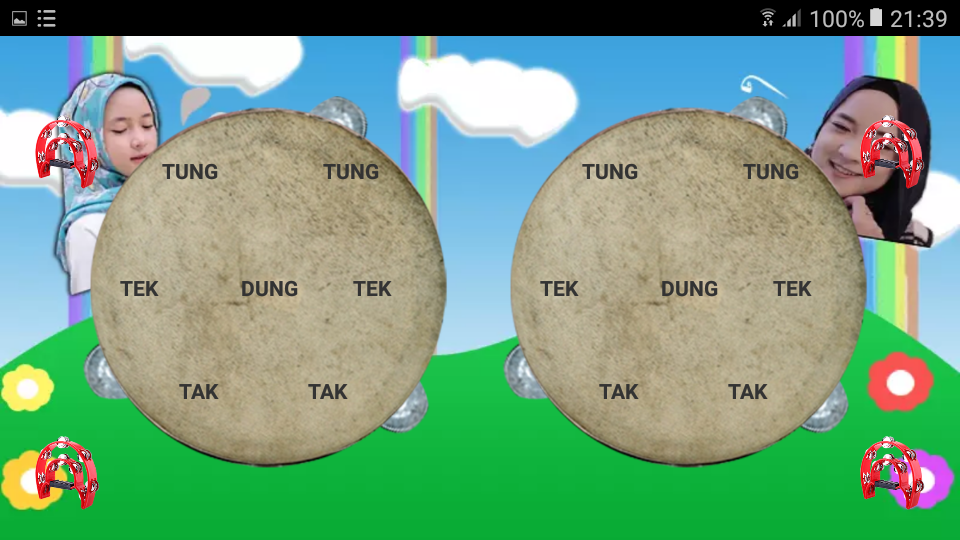 100% 21:39
TUNG TUNG TUNG TUNG
TEK DUNG TEK TEK DUNG TEK
TAK TAK TAK TAK